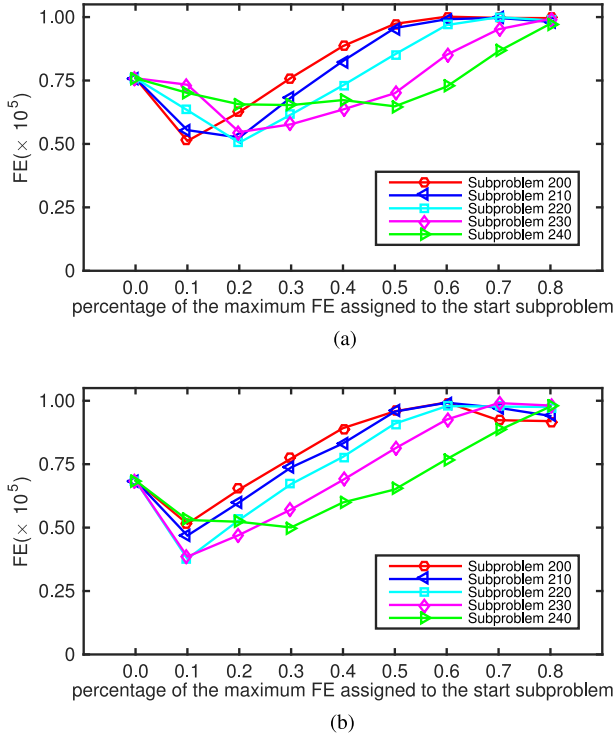 1.00
0.75
0.50
0.25
0
FE(× 10⁵)
Subproblem 200
Subproblem 210
Subproblem 220
Subproblem 230
Subproblem 240
0.0 0.1 0.2 0.3 0.4 0.5 0.6 0.7 0.8
percentage of the maximum FE assigned to the start subproblem
(a)
1.00
0.75
0.50
0.25
0
FE(× 10⁵)
Subproblem 200
Subproblem 210
Subproblem 220
Subproblem 230
Subproblem 240
0.0 0.1 0.2 0.3 0.4 0.5 0.6 0.7 0.8
percentage of the maximum FE assigned to the start subproblem
(b)